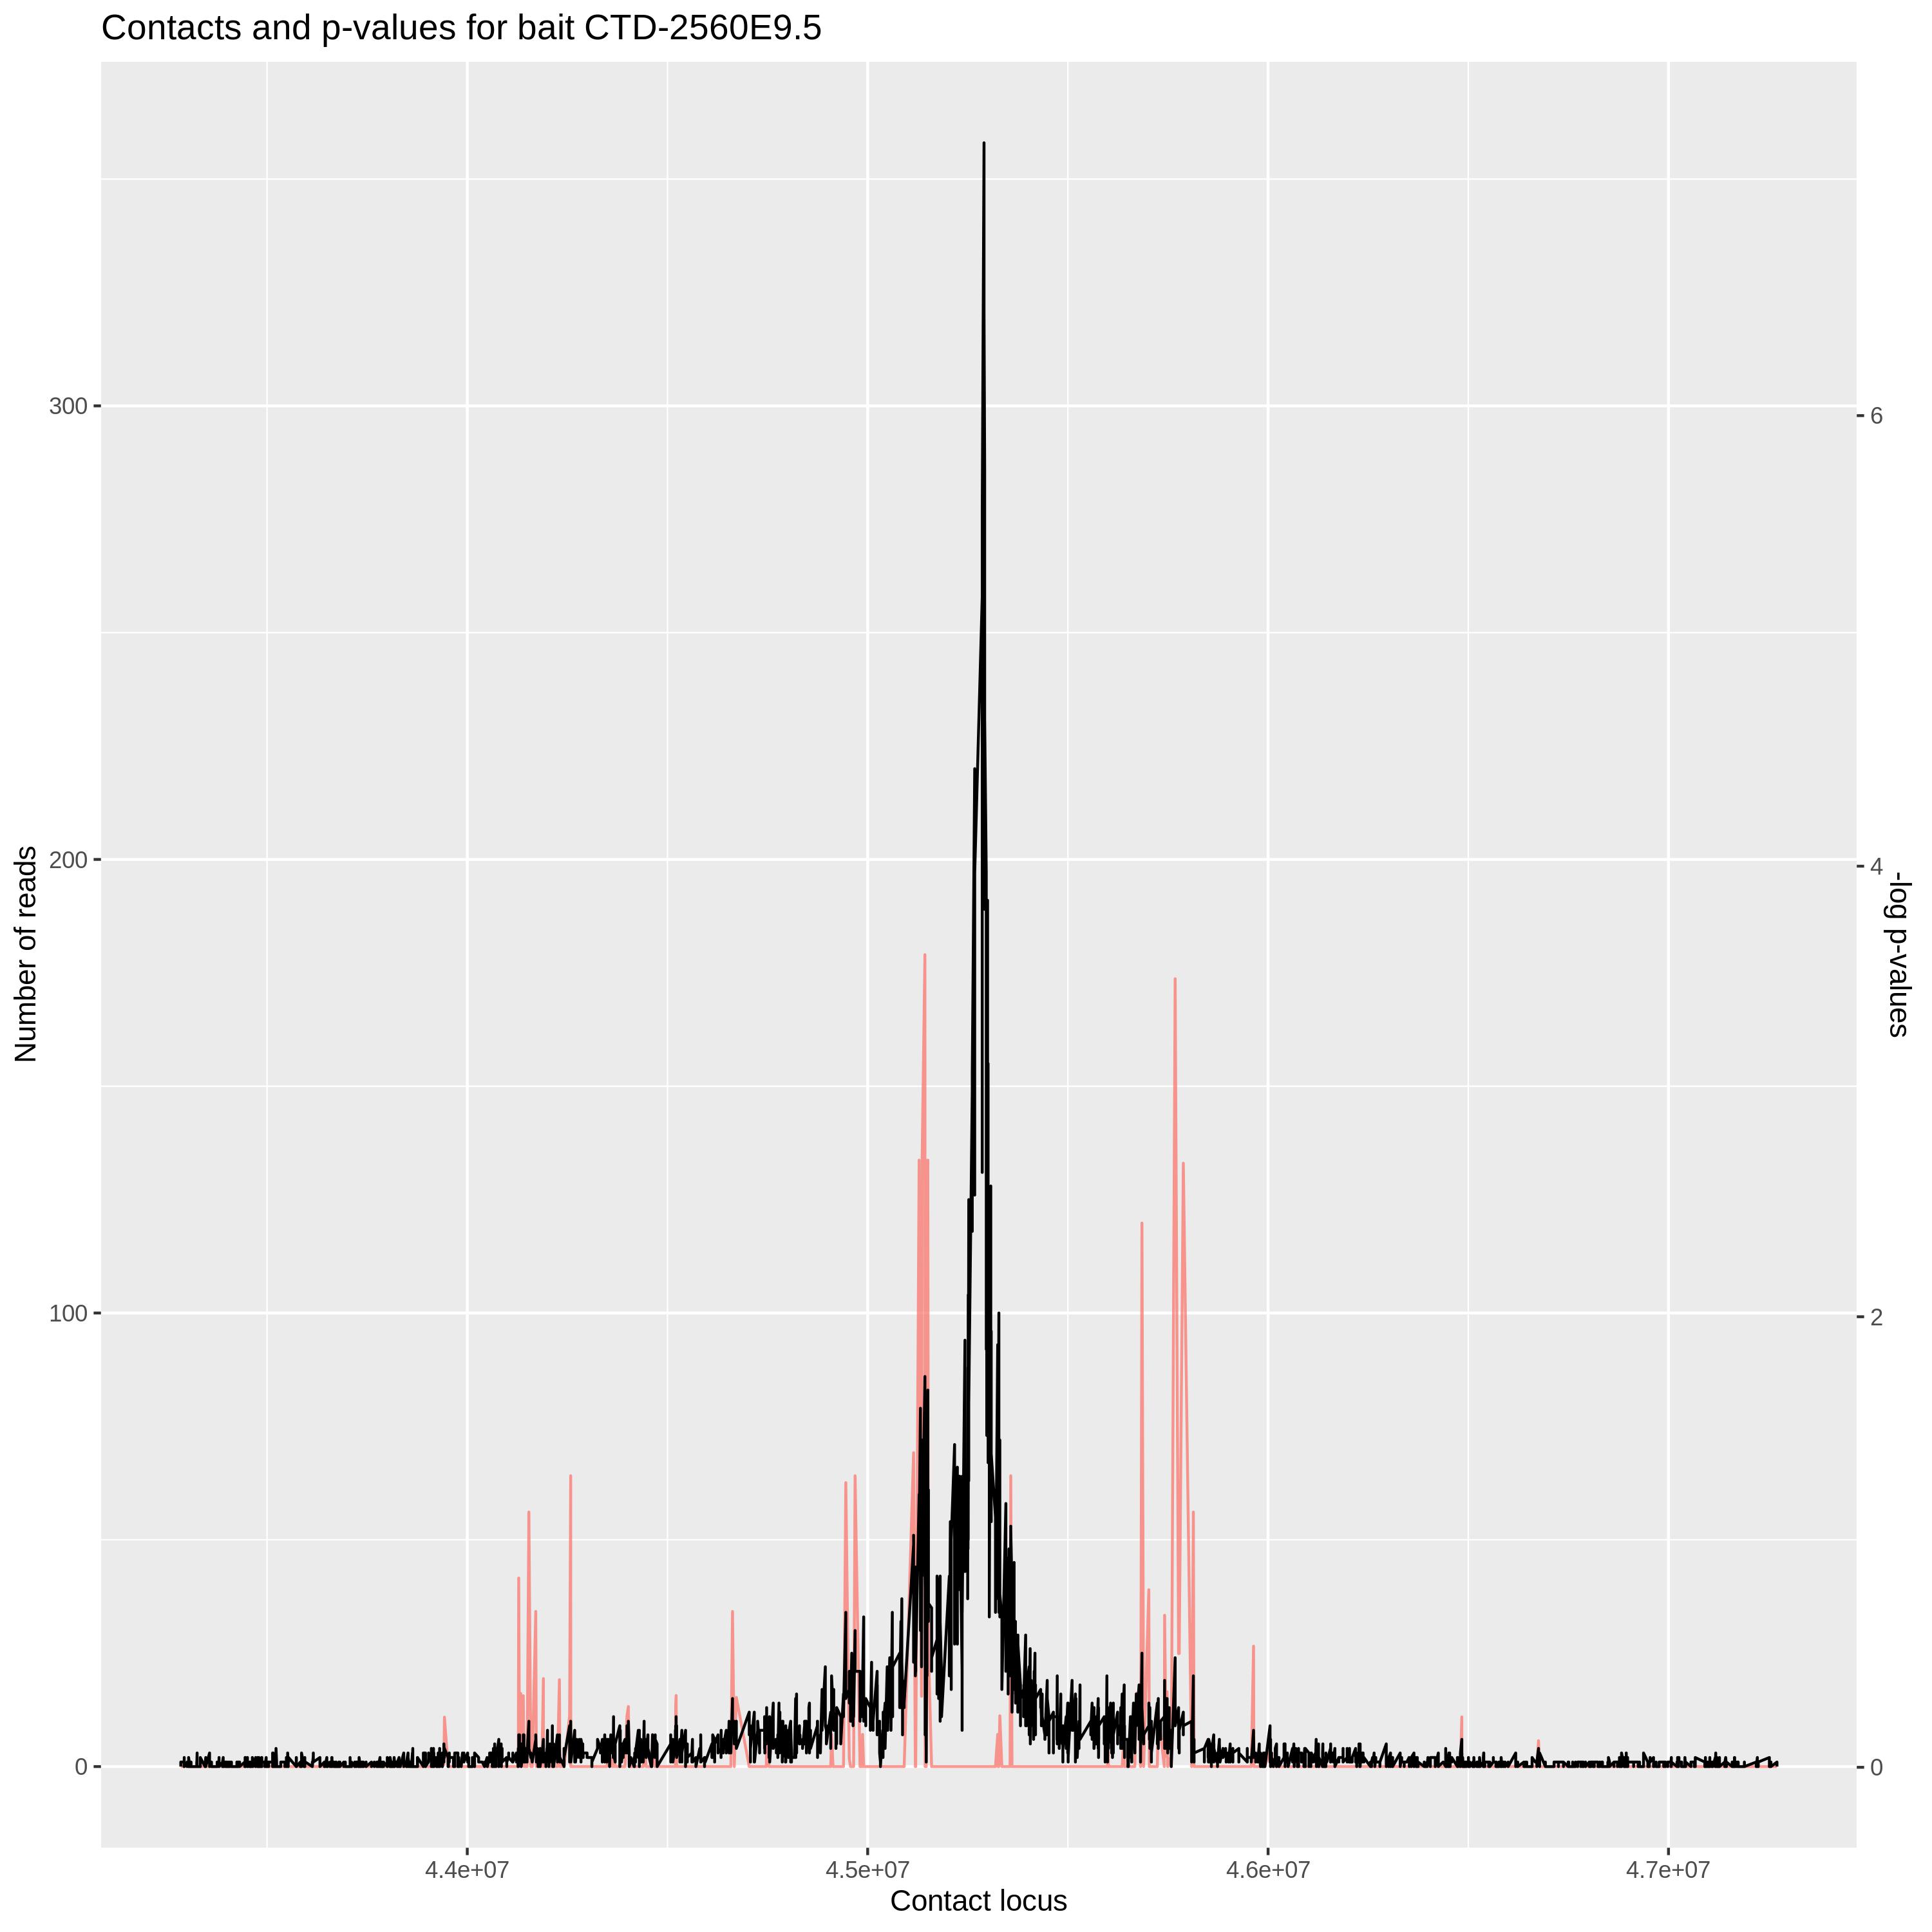 Contacts and p-values for bait CTD-2560E9.5
300
200
100
0
Number of reads
6
4
2
0
-log p-values
4.4e+07
4.5e+07
4.6e+07
4.7e+07
Contact locus